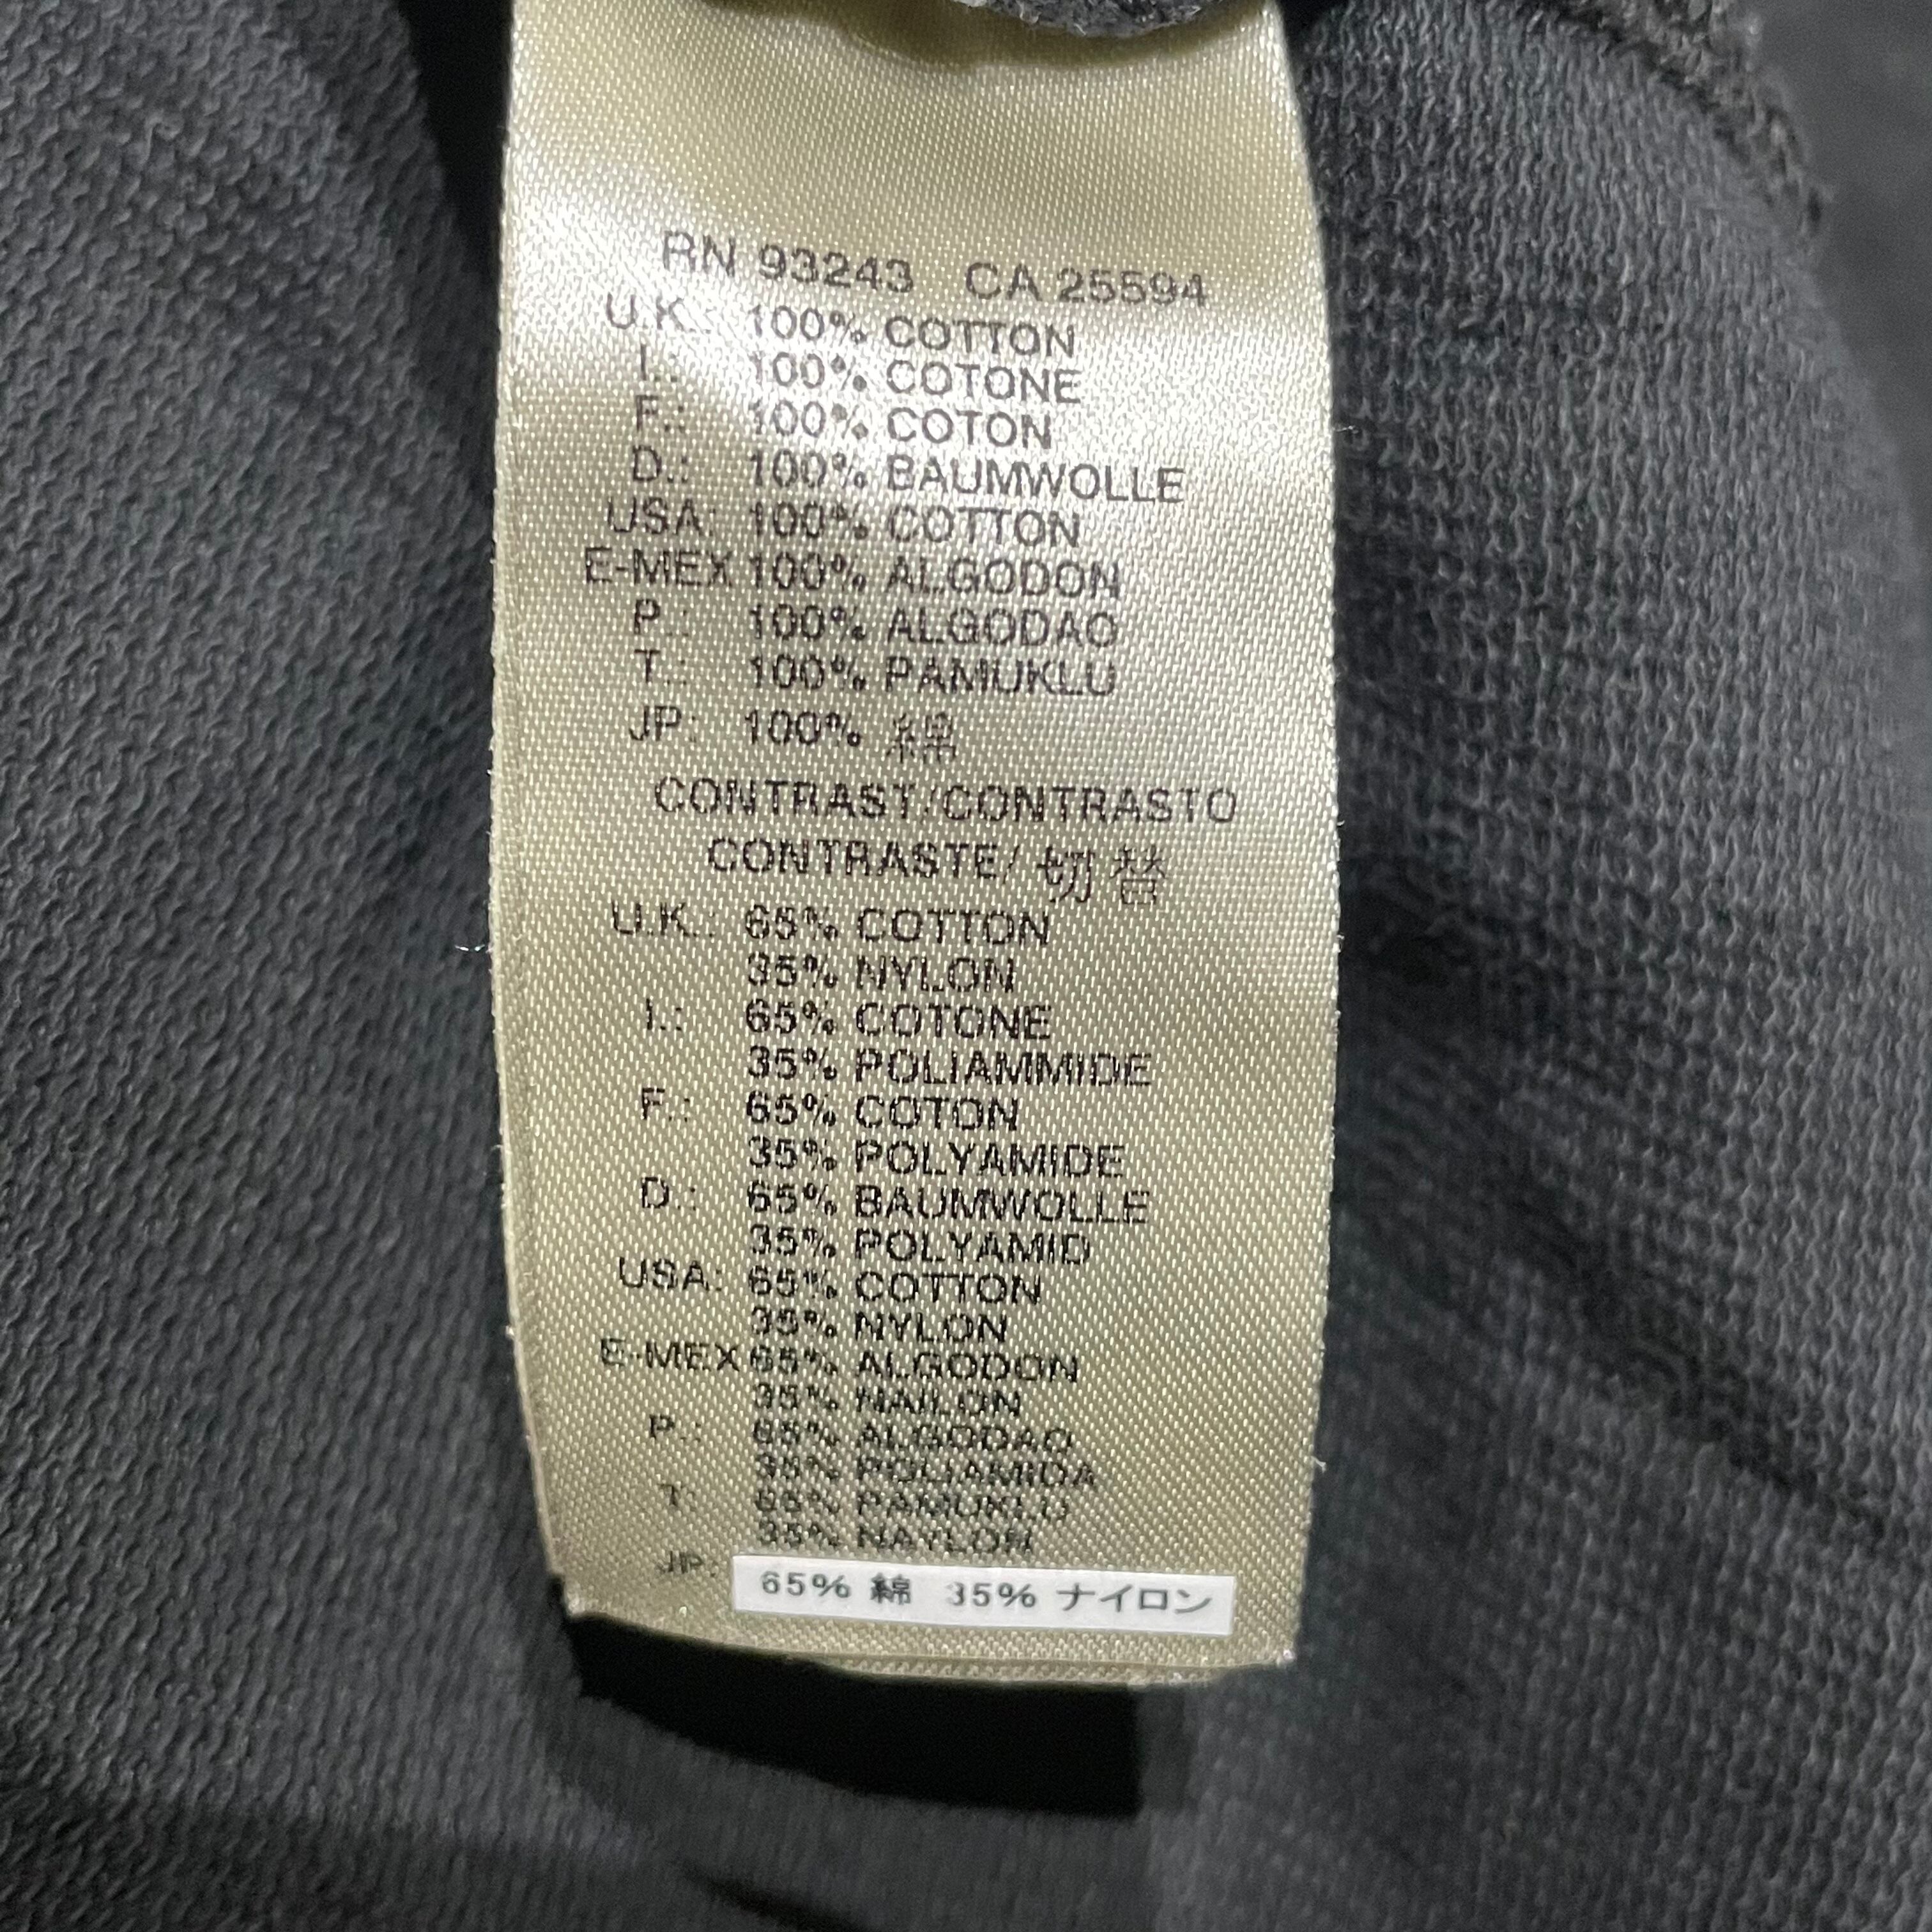 RN 93243 CA 25594
U.K.: 100% COTTON
I.: 100% COTONE
F.: 100% COTON
D.: 100% BAUMWOLLE
USA: 100% COTTON
E-MEX 100% ALGODON
P.: 100% ALGODAO
T.: 100% PAMUKLU
JP: 100% 綿
CONTRAST/CONTRASTO
CONTRASTE/切替
U.K.: 65% COTTON
35% NYLON
I.: 65% COTONE
35% POLIAMMIDE
F.: 65% COTON
35% POLYAMIDE
D.: 65% BAUMWOLLE
35% POLYAMID
USA: 65% COTTON
35% NYLON
E-MEX 65% ALGODON
35% NAILON
P.: 65% ALGODAO
35% POLIAMIDA
T: 65% PAMUKLU
35% NAYLON
JP: 65% 綿 35% ナイロン